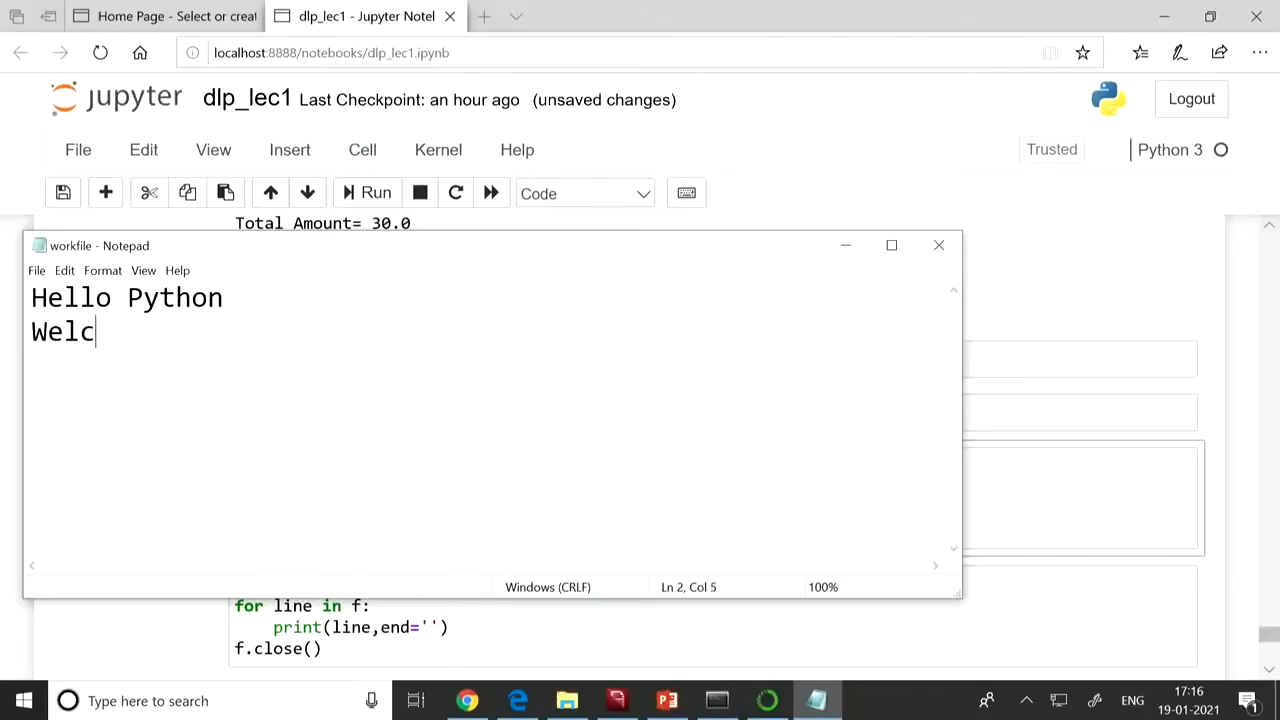 Home Page - Select or creat
dlp_lec1 - Jupyter Notel
localhost:8888/notebooks/dlp_lec1.ipynb
jupyter dlp_lec1 Last Checkpoint: an hour ago (unsaved changes)
Logout
File Edit View Insert Cell Kernel Help
Trusted Python 3
Run Code
Total Amount= 30.0
workfile - Notepad
File Edit Format View Help
Hello Python
Welc
Windows (CRLF) Ln 2, Col 5 100%
for line in f:
print(line,end='')
f.close()
Type here to search
ENG
17:16
19-01-2021
1